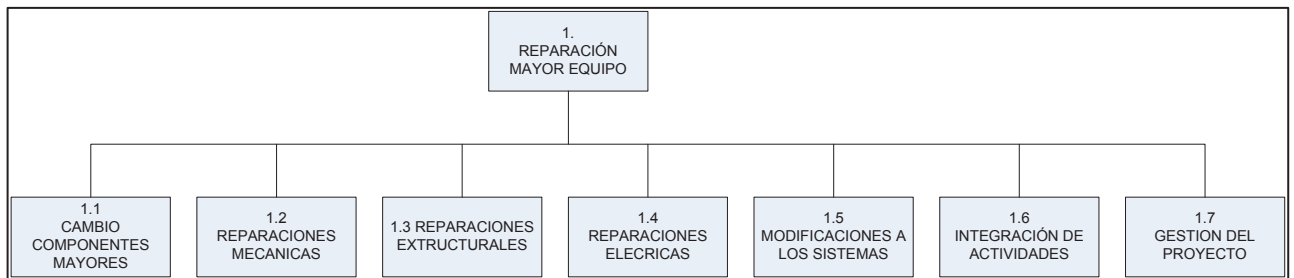 1.
REPARACIÓN
MAYOR EQUIPO
1.1
CAMBIO
COMPONENTES
MAYORES
1.2
REPARACIONES
MECANICAS
1.3 REPARACIONES
EXTRUCTURALES
1.4
REPARACIONES
ELECRICAS
1.5
MODIFICACIONES A
LOS SISTEMAS
1.6
INTEGRACIÓN DE
ACTIVIDADES
1.7
GESTION DEL
PROYECTO